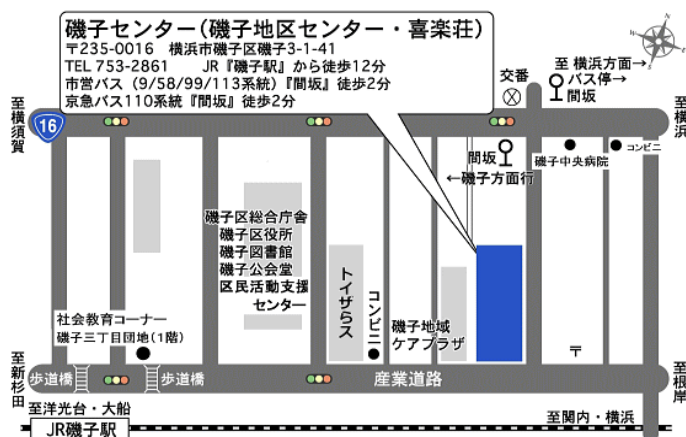 磯子センター(磯子地区センター・喜楽荘)
〒235-0016 横浜市磯子区磯子3-1-41
TEL 753-2861 JR『磯子駅』から徒歩12分
市営バス(9/58/99/113系統)『間坂』徒歩2分
京急バス110系統『間坂』徒歩2分
N
E
S
W
至 横浜方面→
バス停→
間坂
交番
至横須賀
16
至横浜
間坂
←磯子方面行
磯子中央病院
コンビニ
磯子区総合庁舎
磯子区役所
磯子図書館
磯子公会堂
区民活動支援
センター
トイザらス
コンビニ
磯子地域
ケアプラザ
〒
社会教育コーナー
磯子三丁目団地(1階)
至新杉田
歩道橋
歩道橋
産業道路
至根岸
至洋光台・大船
至関内・横浜
JR磯子駅